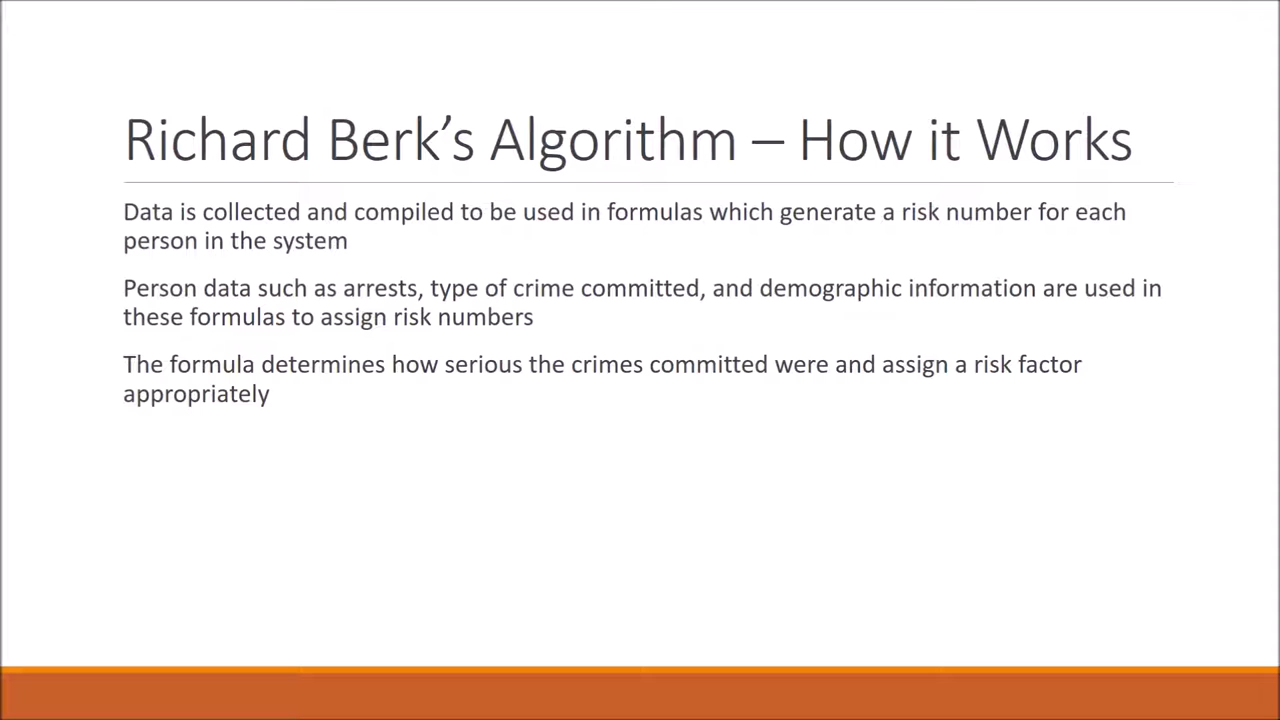 Richard Berk’s Algorithm – How it Works
Data is collected and compiled to be used in formulas which generate a risk number for each
person in the system
Person data such as arrests, type of crime committed, and demographic information are used in
these formulas to assign risk numbers
The formula determines how serious the crimes committed were and assign a risk factor
appropriately